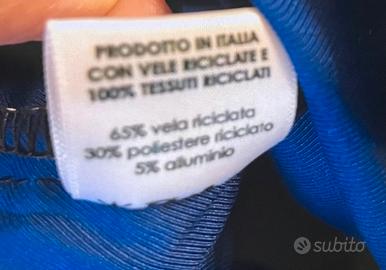 PRODOTTO IN ITALIA
CON VELE RICICLATE E
100% TESSUTI RICICLATI
65% vela riciclata
30% poliestere riciclato
5% alluminio
subito